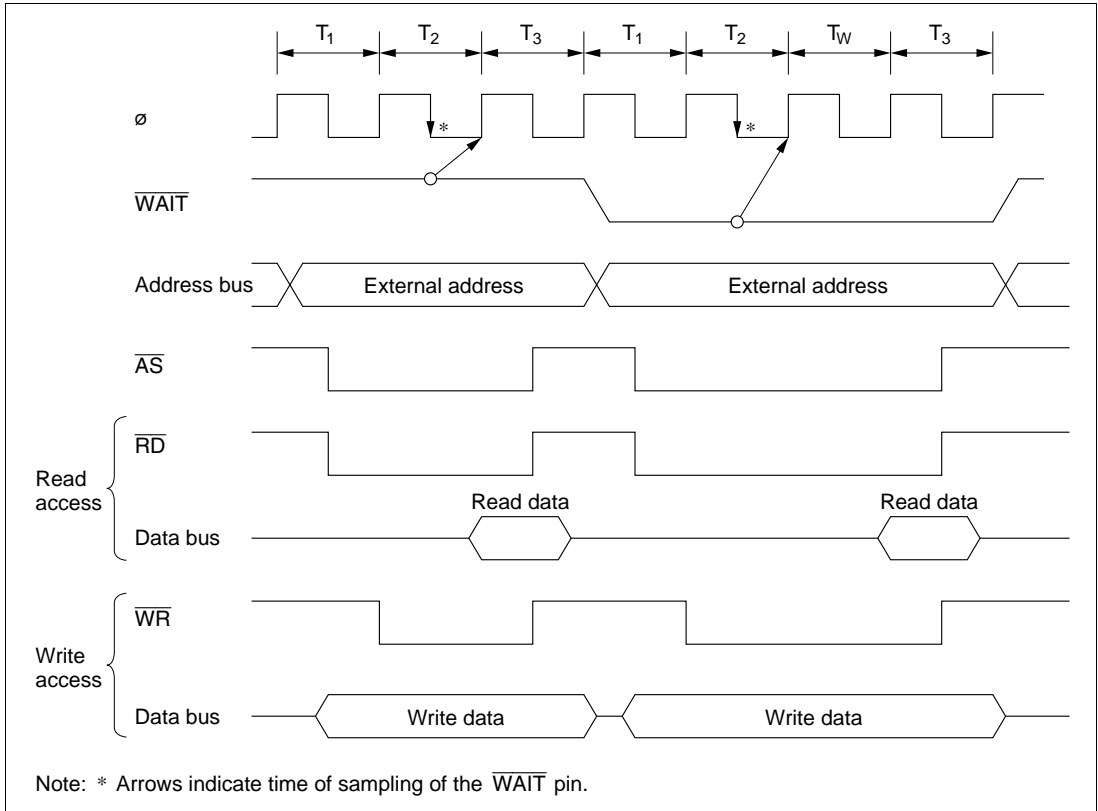 T1 T2 T3 T1 T2 TW T3
ø
* *
WAIT
Address bus External address External address
AS
Read access
RD
Read data Read data
Data bus
Write access
WR
Data bus Write data Write data
Note: * Arrows indicate time of sampling of the WAIT pin.